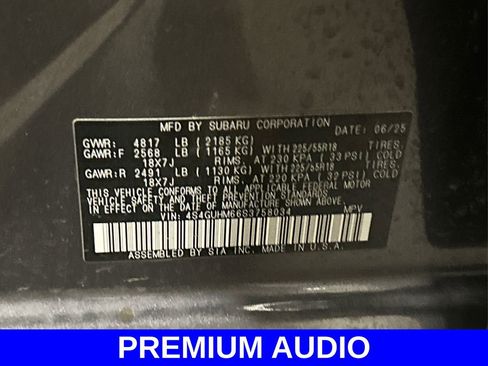 MFD BY SUBARU CORPORATION DATE: 06/25
GVWR: 4817 LB (2185 KG)
GAWR:F 2568 LB (1165 KG) WITH 225/55R18 TIRES,
18X7J RIMS, AT 230 KPA ( 33 PSI) COLD
GAWR:R 2491 LB (1130 KG) WITH 225/55R18 TIRES,
18X7J RIMS, AT 220 KPA ( 32 PSI) COLD
THIS VEHICLE CONFORMS TO ALL APPLICABLE FEDERAL MOTOR
VEHICLE SAFETY AND BUMPER STANDARDS IN EFFECT ON THE DATE OF
MANUFACTURE SHOWN ABOVE.
VIN: 4S4GUHM66S3758034 MPV
ASSEMBLED BY SIA INC. MADE IN U.S.A.
PREMIUM AUDIO